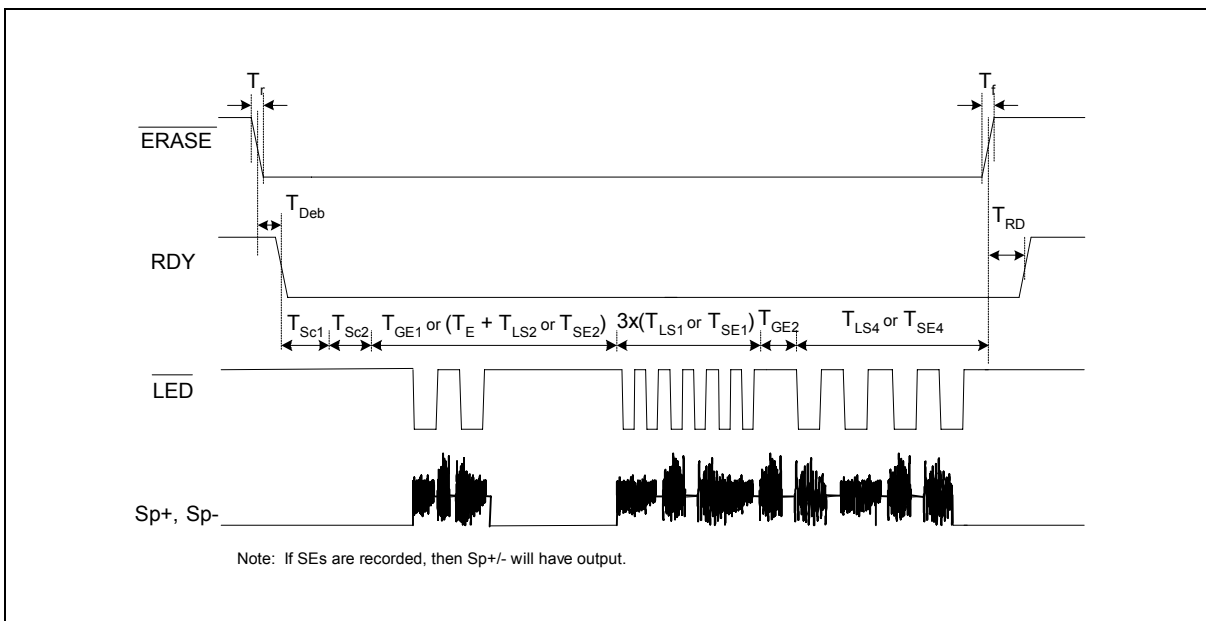 Tr
Tf
ERASE
TDeb
TRD
RDY
TSc1 TSc2 TGE1 or (TE + TLS2 or TSE2) 3x(TLS1 or TSE1) TGE2 TLS4 or TSE4
LED
Sp+, Sp-
Note: If SEs are recorded, then Sp+/- will have output.